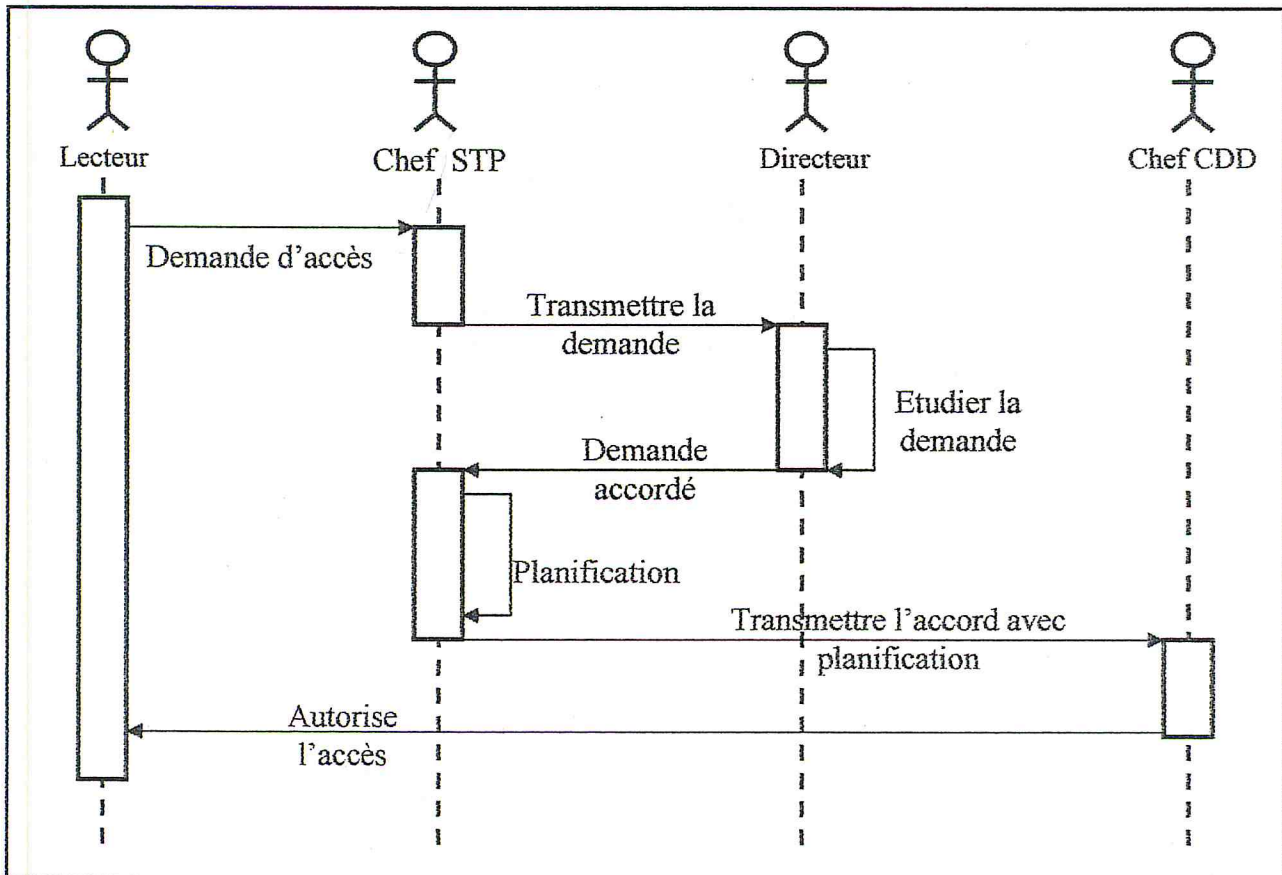 Lecteur
Chef STP
Directeur
Chef CDD
Demande d'accès
Transmettre la
demande
Etudier la
demande
Demande
accordé
Planification
Transmettre l'accord avec
planification
Autorise
l'accès